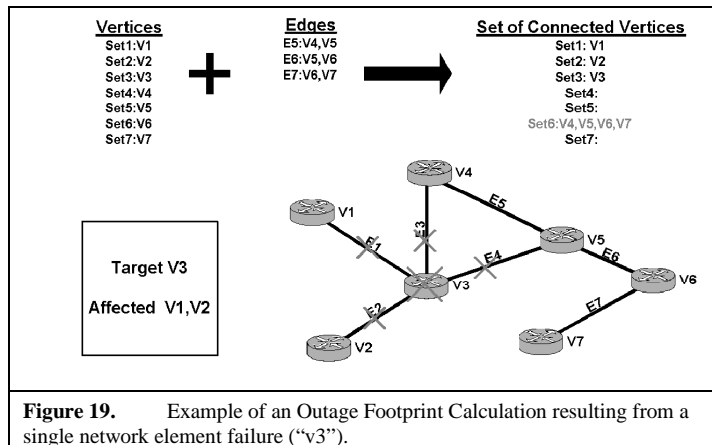 Vertices
Set1:V1
Set2:V2
Set3:V3
Set4:V4
Set5:V5
Set6:V6
Set7:V7
Edges
E5:V4,V5
E6:V5,V6
E7:V6,V7
Set of Connected Vertices
Set1: V1
Set2: V2
Set3: V3
Set4:
Set5:
Set6:V4,V5,V6,V7
Set7:
Target V3
Affected V1,V2
V4
E5
V1
E1
E3
V5
E4
E6
V3
V6
E2
E7
V2
V7
Figure 19. Example of an Outage Footprint Calculation resulting from a
single network element failure (“v3”).